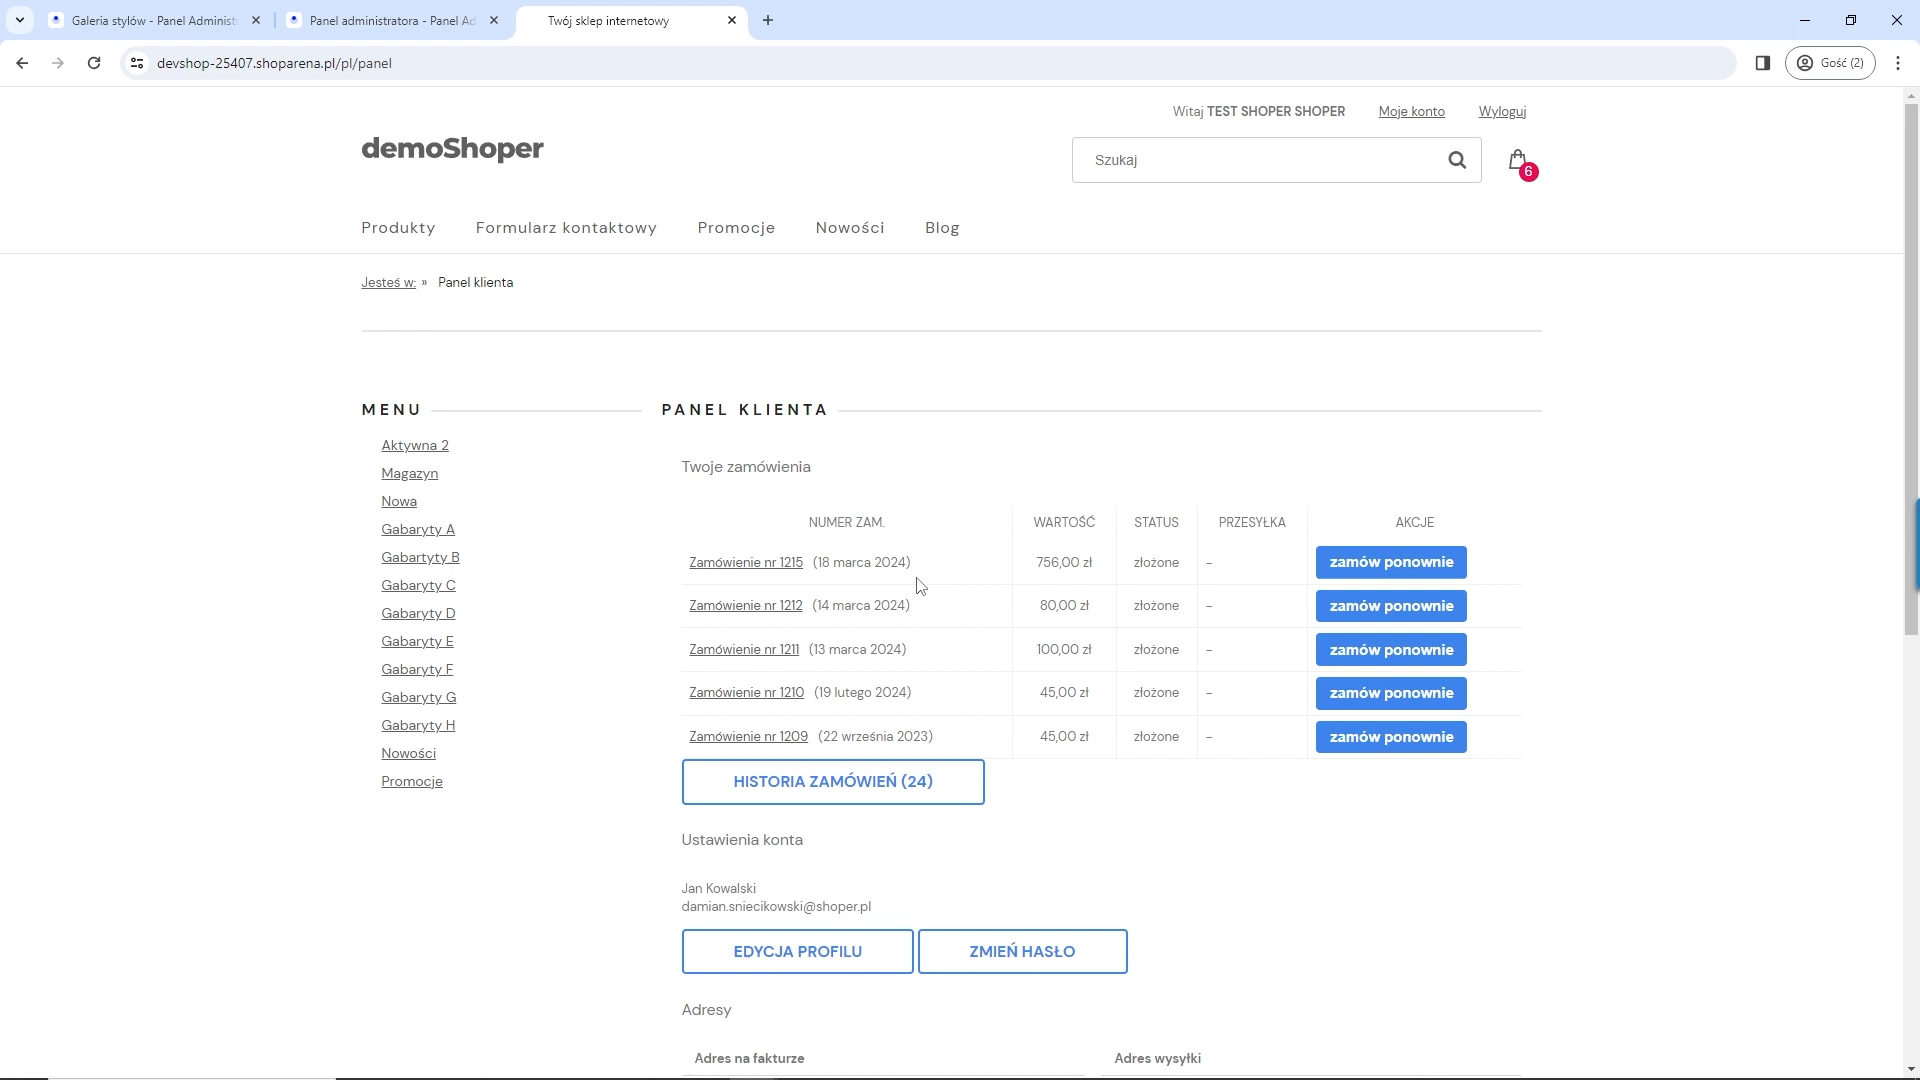 Galeria stylów - Panel Administr
Panel administratora - Panel Ad
Twój sklep internetowy
devshop-25407.shoparena.pl/pl/panel
Gość (2)
Witaj TEST SHOPER SHOPER
Moje konto
Wyloguj
demoShoper
Szukaj
6
Produkty
Formularz kontaktowy
Promocje
Nowości
Blog
Jesteś w: » Panel klienta
MENU
Aktywna 2
Magazyn
Nowa
Gabaryty A
Gabartyty B
Gabaryty C
Gabaryty D
Gabaryty E
Gabaryty F
Gabaryty G
Gabaryty H
Nowości
Promocje
PANEL KLIENTA
Twoje zamówienia
NUMER ZAM. WARTOŚĆ STATUS PRZESYŁKA AKCJE
Zamówienie nr 1215 (18 marca 2024) 756,00 zł złożone - zamów ponownie
Zamówienie nr 1212 (14 marca 2024) 80,00 zł złożone - zamów ponownie
Zamówienie nr 1211 (13 marca 2024) 100,00 zł złożone - zamów ponownie
Zamówienie nr 1210 (19 lutego 2024) 45,00 zł złożone - zamów ponownie
Zamówienie nr 1209 (22 września 2023) 45,00 zł złożone - zamów ponownie
HISTORIA ZAMÓWIEŃ (24)
Ustawienia konta
Jan Kowalski
damian.sniecikowski@shoper.pl
EDYCJA PROFILU
ZMIEŃ HASŁO
Adresy
Adres na fakturze
Adres wysyłki